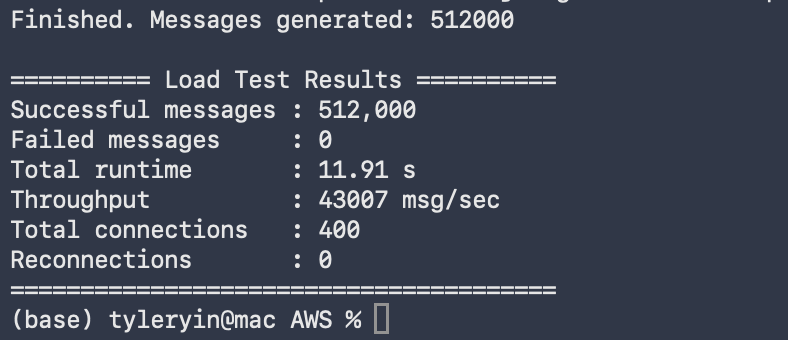 Finished. Messages generated: 512000
========== Load Test Results ==========
Successful messages : 512,000
Failed messages     : 0
Total runtime       : 11.91 s
Throughput          : 43007 msg/sec
Total connections   : 400
Reconnections       : 0
=======================================
(base) tyleryin@mac AWS %